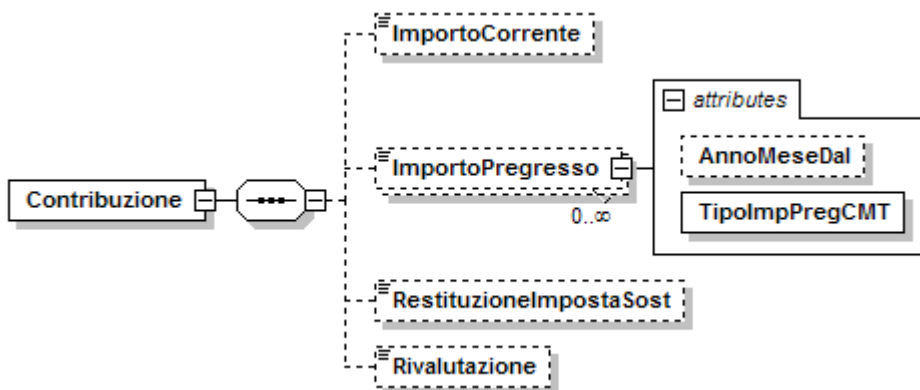 ImportoCorrente
attributes
AnnoMeseDal
ImportoPregresso
Contribuzione
TipoImpPregCMT
0..∞
RestituzioneImpostaSost
Rivalutazione